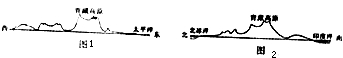 青藏高原
西 太平洋 东
图1
青藏高原
北 北冰洋 印度洋 南
图2